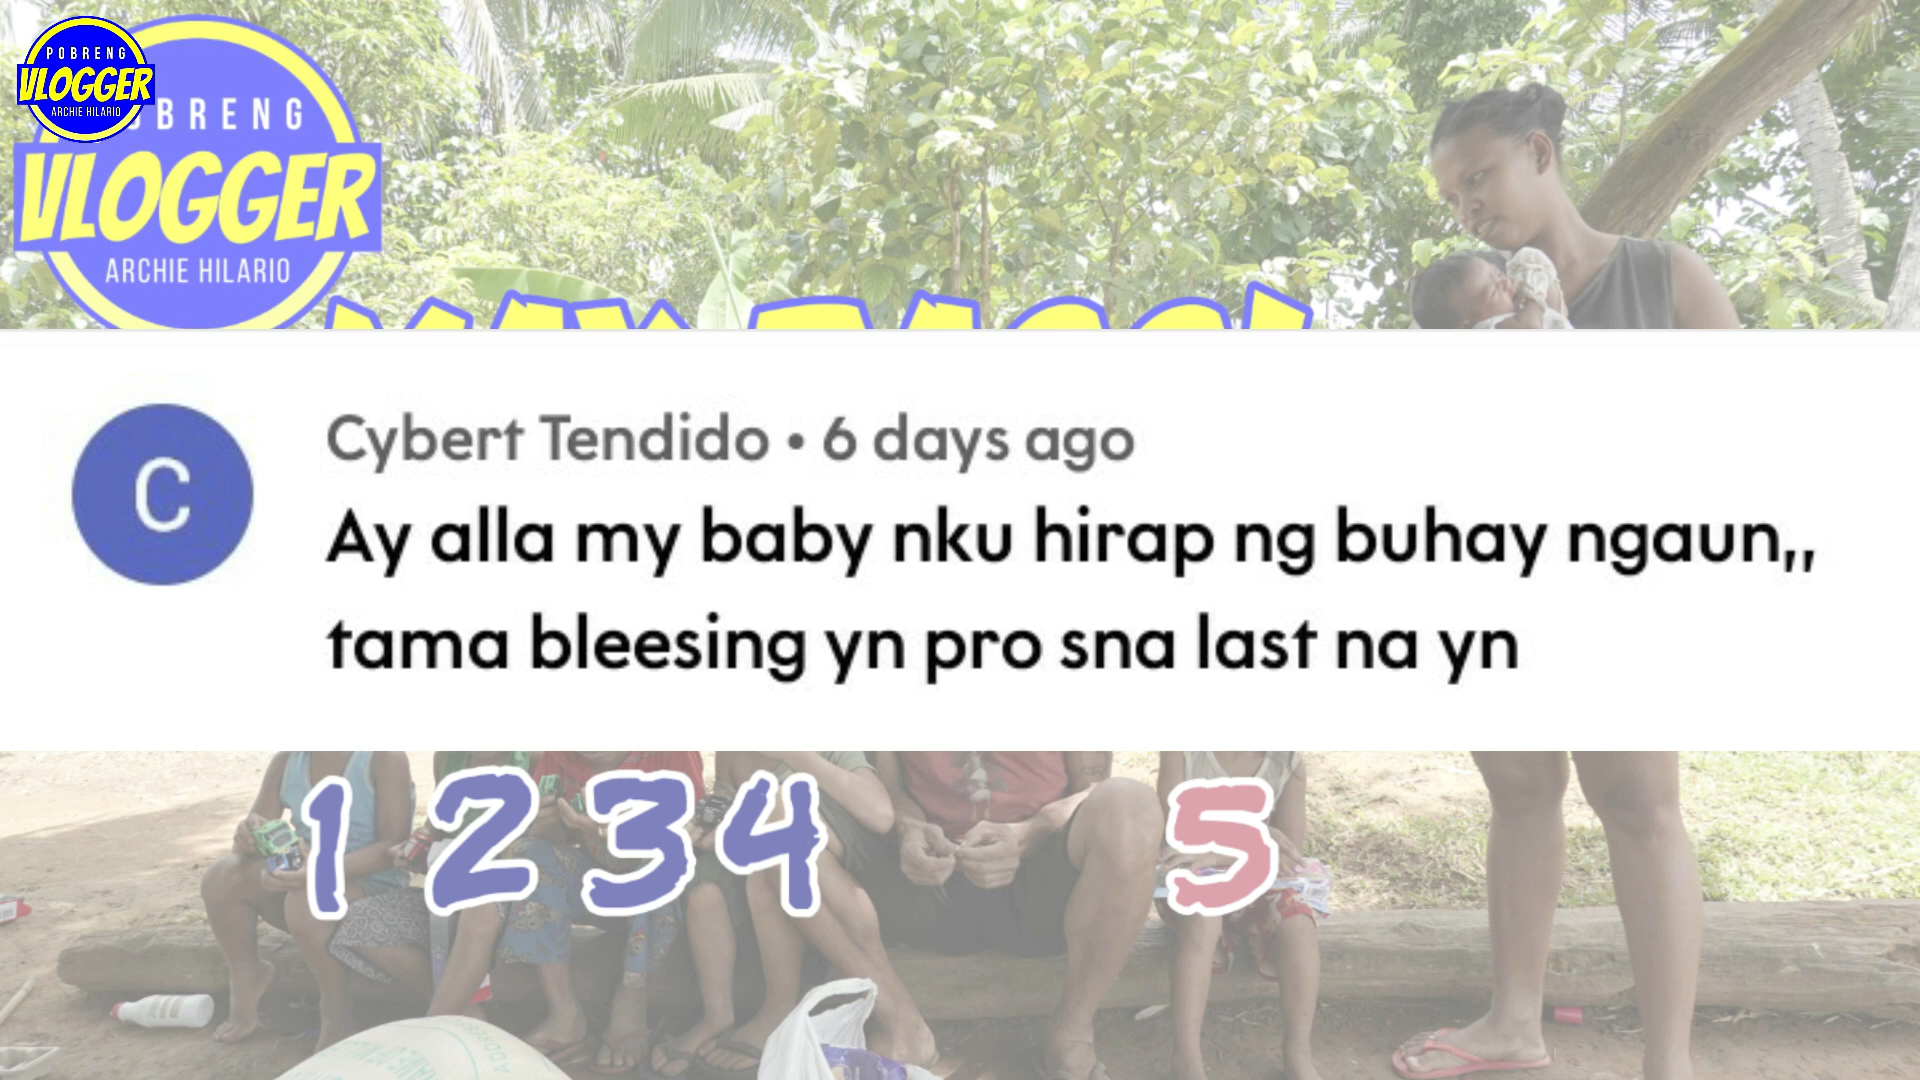 POBRENG
VLOGGER
ARCHIE HILARIO
BRENG
VLOGGER
ARCHIE HILARIO
C
Cybert Tendido • 6 days ago
Ay alla my baby nku hirap ng buhay ngaun,,
tama bleesing yn pro sna last na yn
1 2 3 4 5